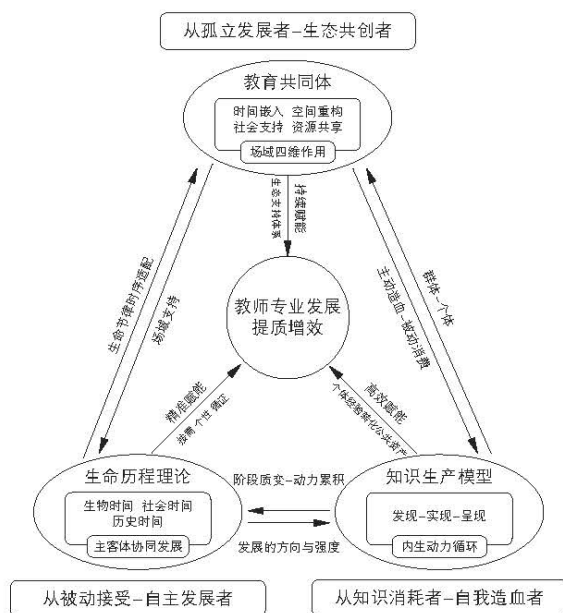 从孤立发展者-生态共创者
教育共同体
时间嵌入 空间重构
社会支持 资源共享
场域四维作用
生态支持体系
持续赋能
生命节律时序适配
场域支持
主动造血-被动消费
群体-个体
教师专业发展
提质增效
精准赋能
按需 个性 循证
高效赋能
个体经验转化公共资产
生命历程理论
生物时间 社会时间
历史时间
主客体协同发展
阶段质变-动力累积
发展的方向与强度
知识生产模型
发现-实现-呈现
内生动力循环
从被动接受-自主发展者
从知识消耗者-自我造血者